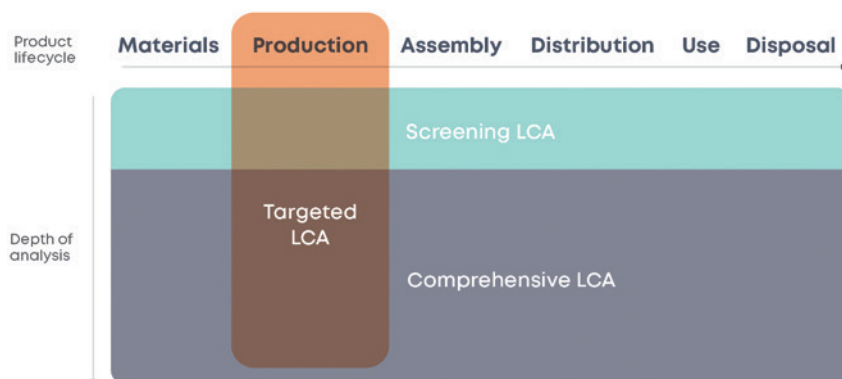 Product
lifecycle
Materials Production Assembly Distribution Use Disposal
Screening LCA
Targeted
LCA
Depth of
analysis
Comprehensive LCA